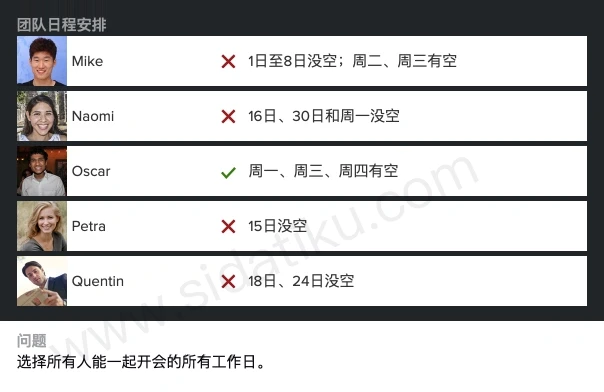 团队日程安排
Mike 1日至8日没空；周二、周三有空
Naomi 16日、30日和周一没空
Oscar 周一、周三、周四有空
Petra 15日没空
Quentin 18日、24日没空
www.sidatiku.com
问题
选择所有人能一起开会的所有工作日。